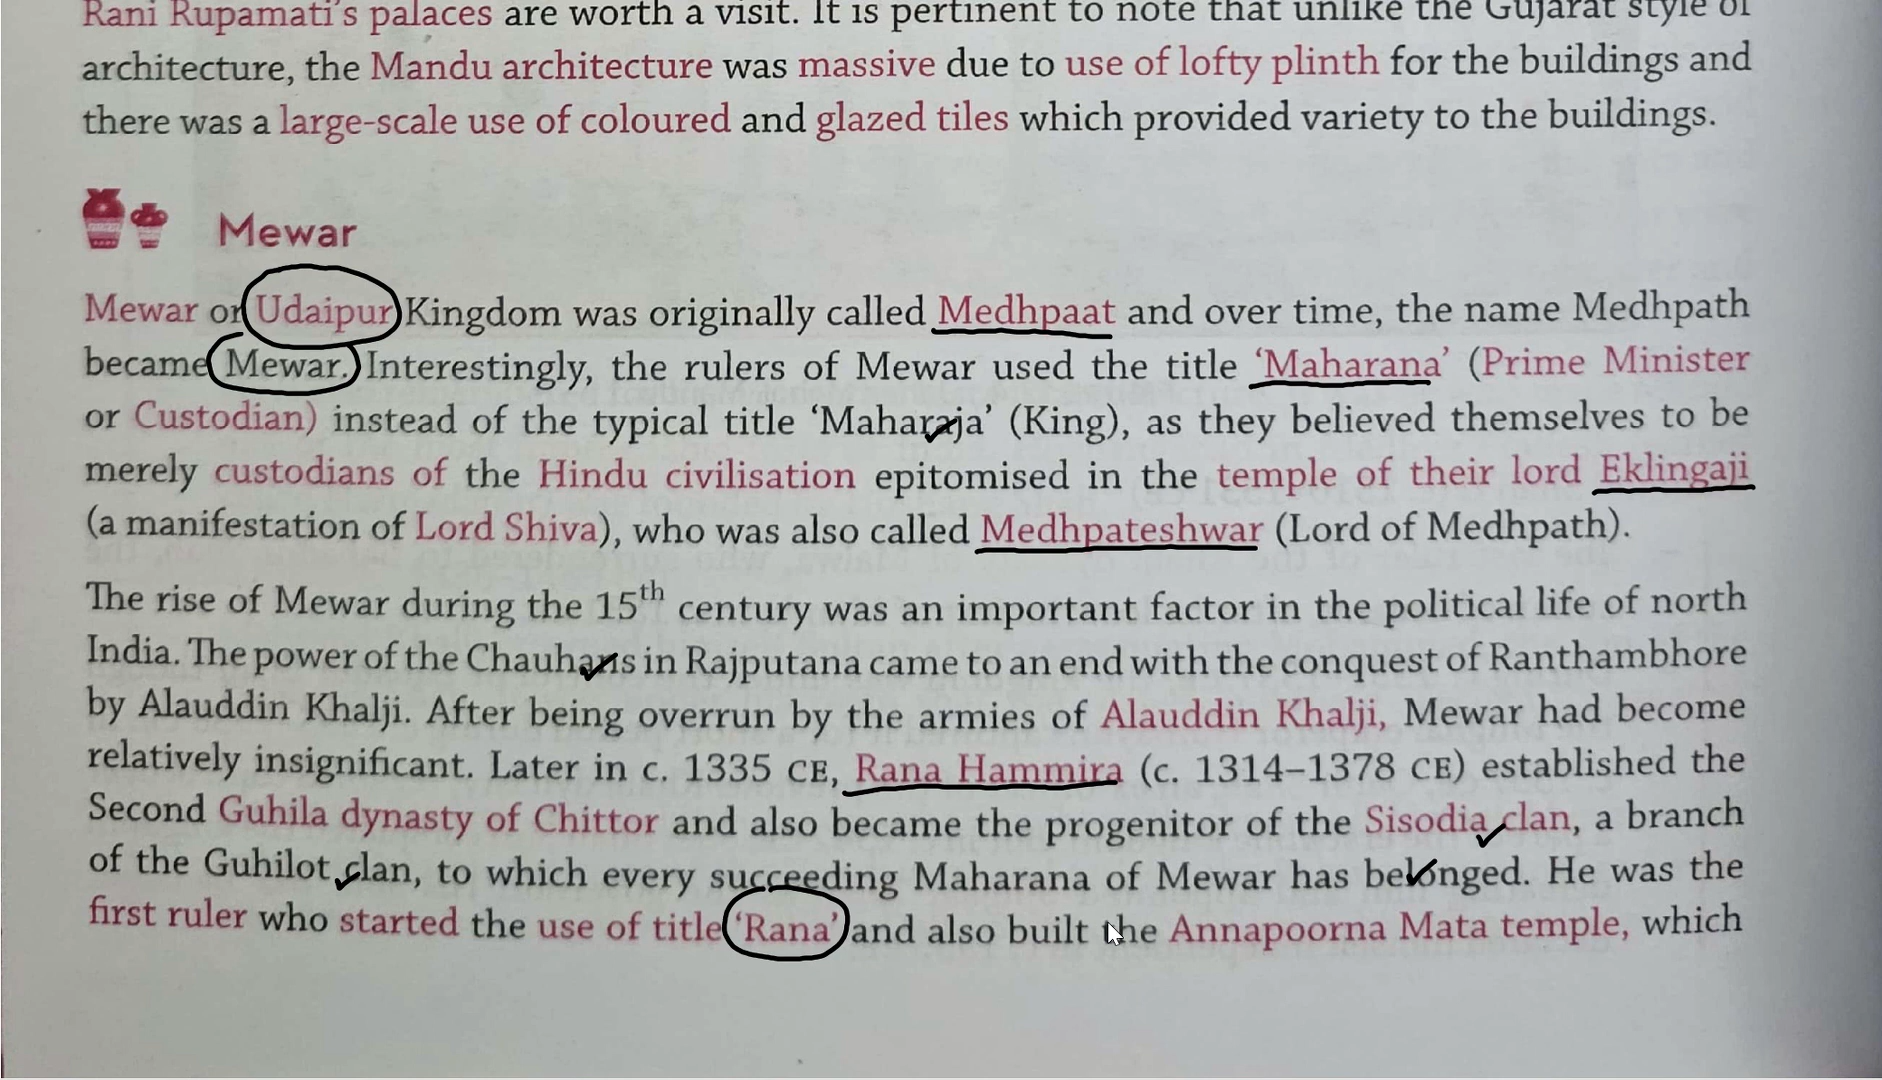 Rani Rupamati's palaces are worth a visit. It is pertinent to note that unlike the Gujarat style of
architecture, the Mandu architecture was massive due to use of lofty plinth for the buildings and
there was a large-scale use of coloured and glazed tiles which provided variety to the buildings.
Mewar
Mewar or Udaipur Kingdom was originally called Medhpaat and over time, the name Medhpath
became Mewar. Interestingly, the rulers of Mewar used the title ‘Maharana’ (Prime Minister
or Custodian) instead of the typical title ‘Maharaja’ (King), as they believed themselves to be
merely custodians of the Hindu civilisation epitomised in the temple of their lord Eklingaji
(a manifestation of Lord Shiva), who was also called Medhpateshwar (Lord of Medhpath).
The rise of Mewar during the 15th century was an important factor in the political life of north
India. The power of the Chauhans in Rajputana came to an end with the conquest of Ranthambhore
by Alauddin Khalji. After being overrun by the armies of Alauddin Khalji, Mewar had become
relatively insignificant. Later in c. 1335 CE, Rana Hammira (c. 1314–1378 CE) established the
Second Guhila dynasty of Chittor and also became the progenitor of the Sisodia clan, a branch
of the Guhilot clan, to which every succeeding Maharana of Mewar has belonged. He was the
first ruler who started the use of title ‘Rana’ and also built the Annapoorna Mata temple, which